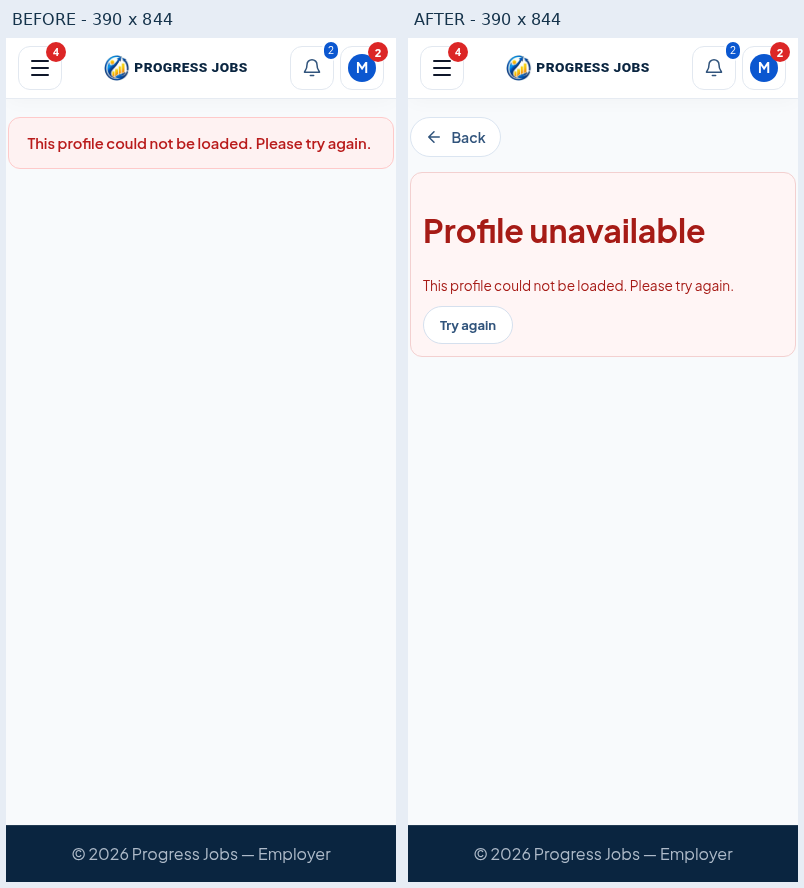 BEFORE - 390 x 844
4
PROGRESS JOBS
2
M
2
This profile could not be loaded. Please try again.
© 2026 Progress Jobs — Employer
AFTER - 390 x 844
4
PROGRESS JOBS
2
M
2
Back
Profile unavailable
This profile could not be loaded. Please try again.
Try again
© 2026 Progress Jobs — Employer